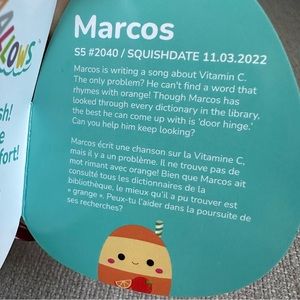 ALLOWS
Marcos
S5 #2040 / SQUISHDATE 11.03.2022
Marcos is writing a song about Vitamin C.
The only problem? He can't find a word that
rhymes with orange! Though Marcos has
looked through every dictionary in the library,
the best he can come up with is 'door hinge.'
Can you help him keep looking?
Marcos écrit une chanson sur la Vitamine C,
mais il y a un problème. Il ne trouve pas de
mot rimant avec orange! Bien que Marcos ait
consulté tous les dictionnaires de la
bibliothèque, le mieux qu'il a pu trouver est
« grange ». Peux-tu l'aider dans la poursuite de
ses recherches?